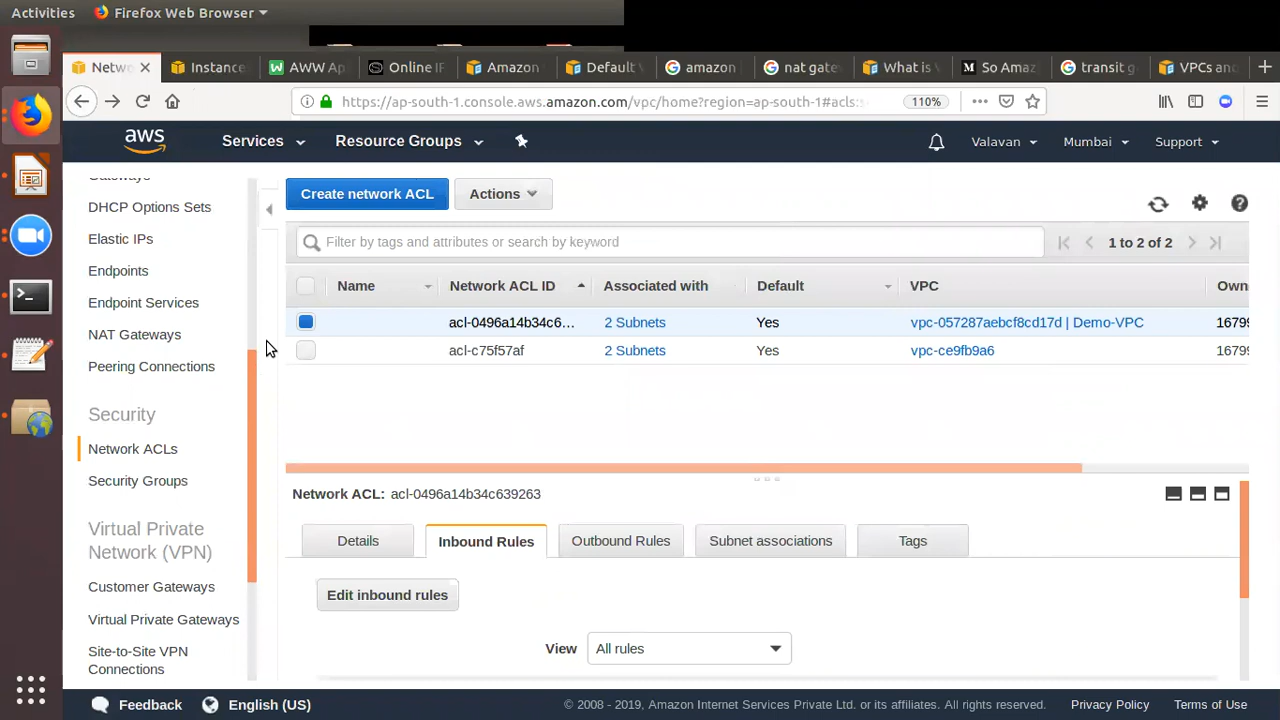 Activities
Firefox Web Browser
Netwo
Instance
AWW Ap
Online IF
Amazon
Default V
amazon
nat gate
What is V
So Amaz
transit g
VPCs and
https://ap-south-1.console.aws.amazon.com/vpc/home?region=ap-south-1#acls:s
110%
aws
Services
Resource Groups
Valavan
Mumbai
Support
Gateways
DHCP Options Sets
Elastic IPs
Endpoints
Endpoint Services
NAT Gateways
Peering Connections
Security
Network ACLs
Security Groups
Virtual Private
Network (VPN)
Customer Gateways
Virtual Private Gateways
Site-to-Site VPN
Connections
Create network ACL
Actions
Filter by tags and attributes or search by keyword
1 to 2 of 2
Name
Network ACL ID
Associated with
Default
VPC
Owne
acl-0496a14b34c6…
2 Subnets
Yes
vpc-057287aebcf8cd17d | Demo-VPC
16799
acl-c75f57af
2 Subnets
Yes
vpc-ce9fb9a6
16799
Network ACL: acl-0496a14b34c639263
Details
Inbound Rules
Outbound Rules
Subnet associations
Tags
Edit inbound rules
View
All rules
Feedback
English (US)
© 2008 - 2019, Amazon Internet Services Private Ltd. or its affiliates. All rights reserved.
Privacy Policy
Terms of Use